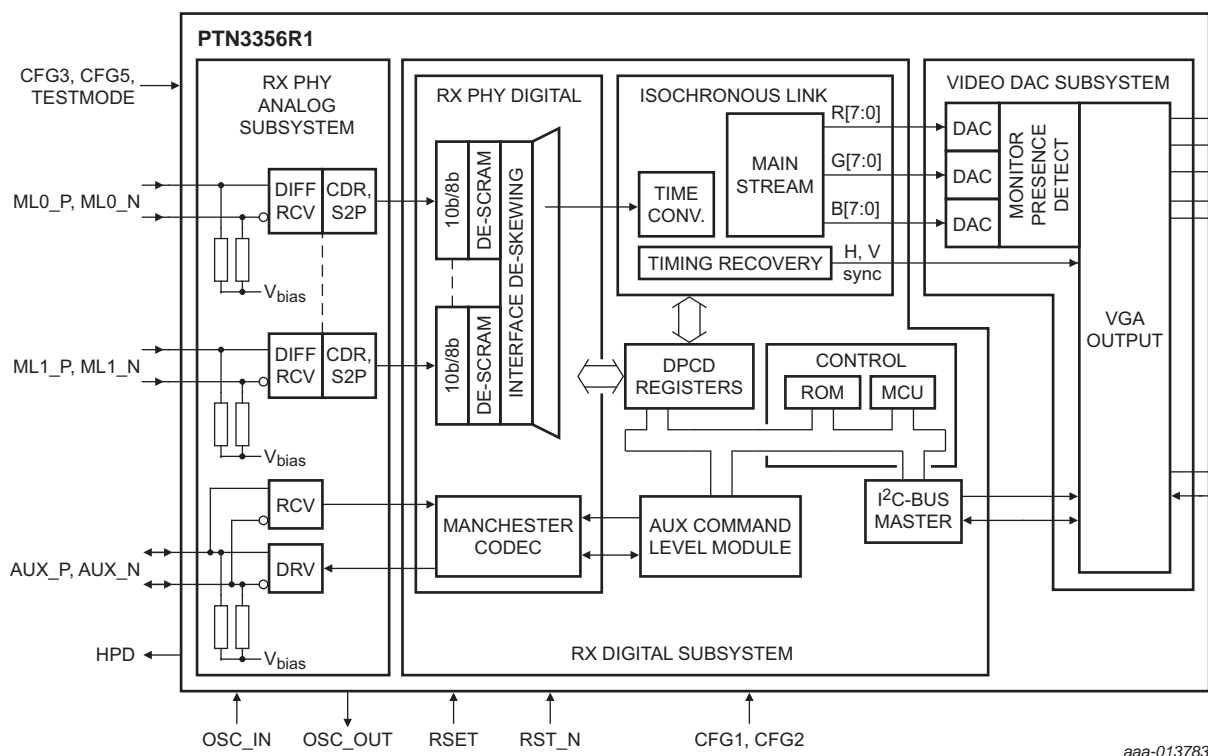 PTN3356R1
CFG3, CFG5,
TESTMODE
RX PHY
ANALOG
SUBSYSTEM
RX PHY DIGITAL
ISOCHRONOUS LINK
VIDEO DAC SUBSYSTEM
ML0_P, ML0_N
DIFF
RCV
CDR,
S2P
10b/8b
DE-SCRAM
INTERFACE DE-SKEWING
TIME
CONV.
MAIN
STREAM
R[7:0]
G[7:0]
B[7:0]
DAC
DAC
DAC
MONITOR
PRESENCE
DETECT
TIMING RECOVERY
H, V
sync
Vbias
VGA
OUTPUT
ML1_P, ML1_N
DIFF
RCV
CDR,
S2P
10b/8b
DE-SCRAM
DPCD
REGISTERS
CONTROL
ROM
MCU
Vbias
RCV
MANCHESTER
CODEC
AUX COMMAND
LEVEL MODULE
I²C-BUS
MASTER
AUX_P, AUX_N
DRV
HPD
Vbias
RX DIGITAL SUBSYSTEM
OSC_IN
OSC_OUT
RSET
RST_N
CFG1, CFG2
aaa-013783